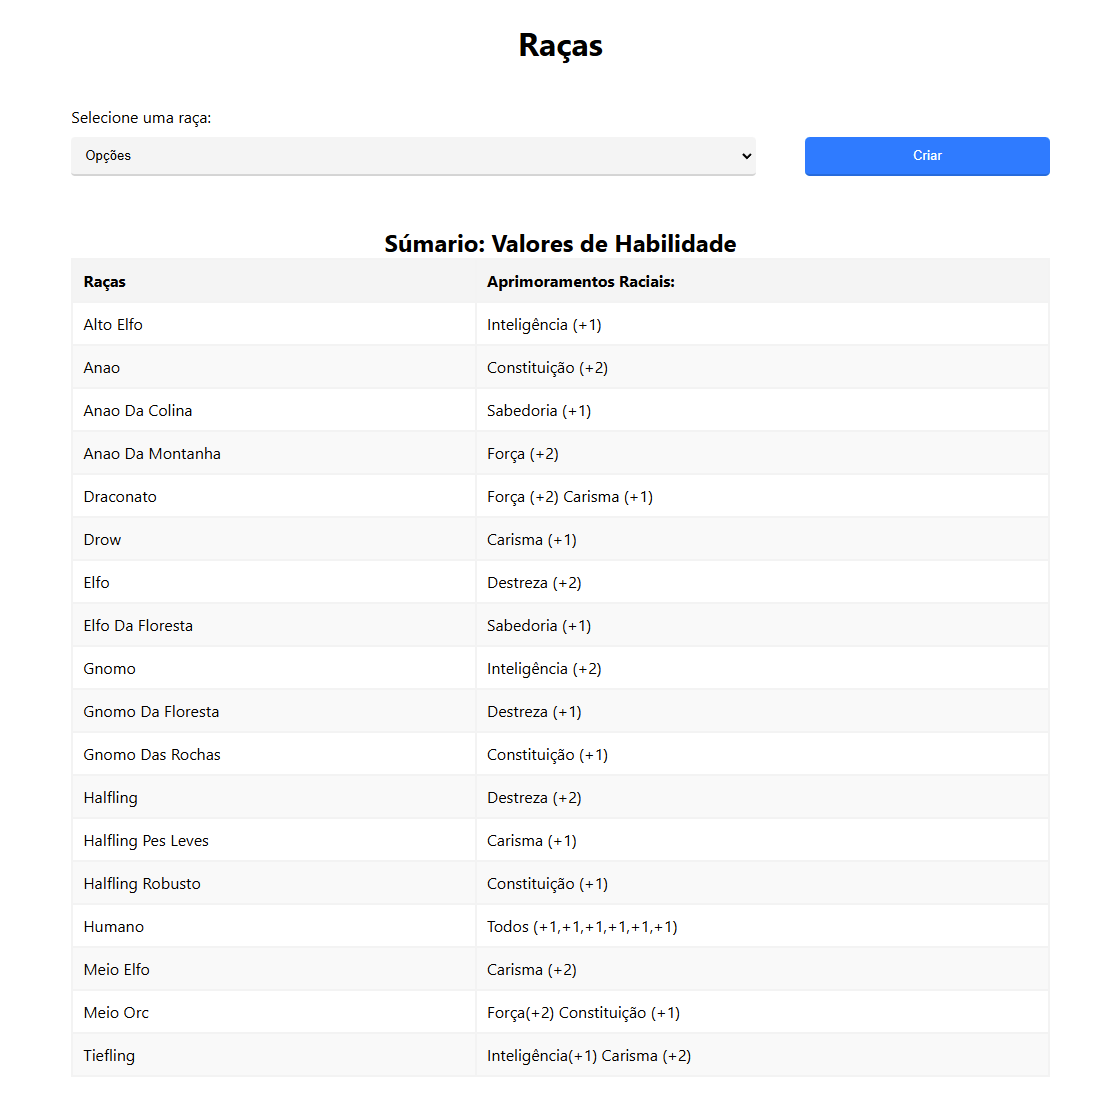 Raças
Selecione uma raça:
Opções
Criar
Súmario: Valores de Habilidade
Raças Aprimoramentos Raciais:
Alto Elfo Inteligência (+1)
Anao Constituição (+2)
Anao Da Colina Sabedoria (+1)
Anao Da Montanha Força (+2)
Draconato Força (+2) Carisma (+1)
Drow Carisma (+1)
Elfo Destreza (+2)
Elfo Da Floresta Sabedoria (+1)
Gnomo Inteligência (+2)
Gnomo Da Floresta Destreza (+1)
Gnomo Das Rochas Constituição (+1)
Halfling Destreza (+2)
Halfling Pes Leves Carisma (+1)
Halfling Robusto Constituição (+1)
Humano Todos (+1,+1,+1,+1,+1,+1)
Meio Elfo Carisma (+2)
Meio Orc Força(+2) Constituição (+1)
Tiefling Inteligência(+1) Carisma (+2)